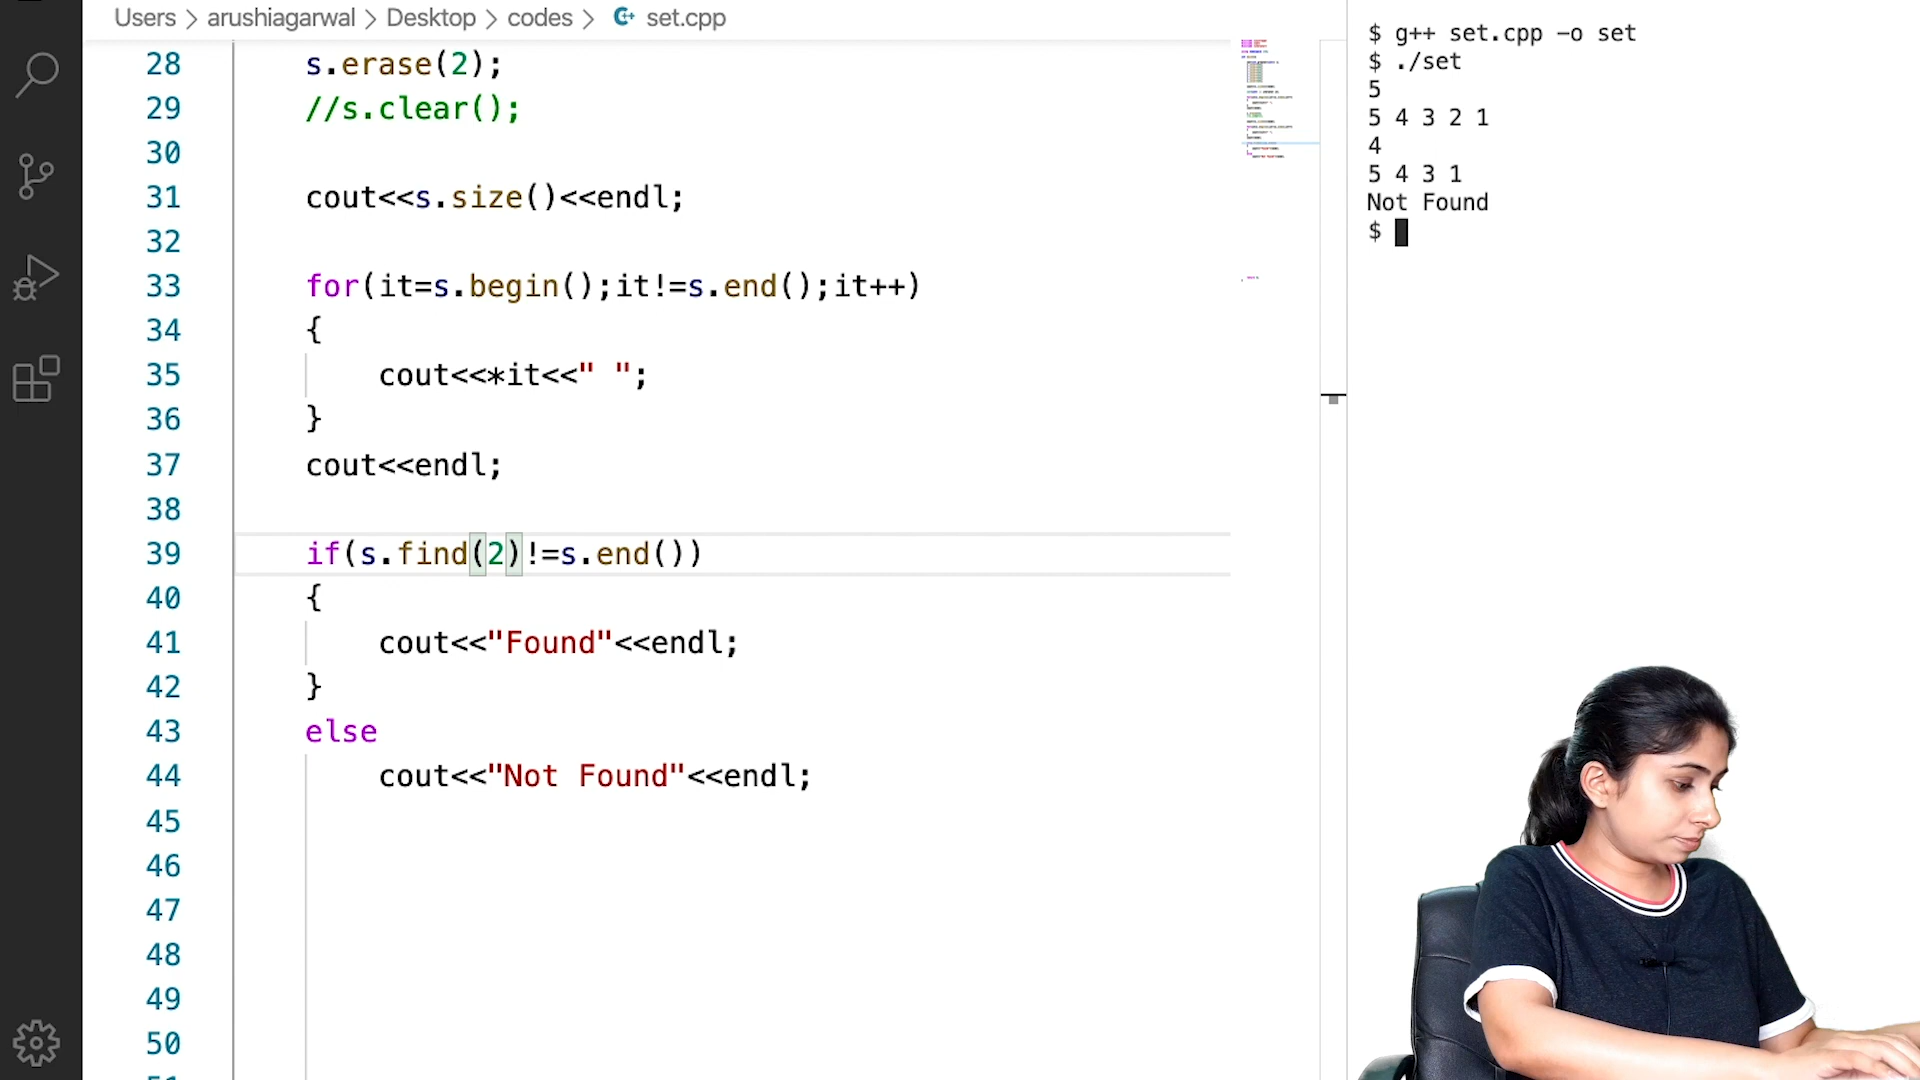 Users > arushiagarwal > Desktop > codes > set.cpp
28 s.erase(2);
29 //s.clear();
30
31 cout<<s.size()<<endl;
32
33 for(it=s.begin();it!=s.end();it++)
34 {
35 cout<<*it<<" ";
36 }
37 cout<<endl;
38
39 if(s.find(2)!=s.end())
40 {
41 cout<<"Found"<<endl;
42 }
43 else
44 cout<<"Not Found"<<endl;
45
46
47
48
49
50
$ g++ set.cpp -o set
$ ./set
5
5 4 3 2 1
4
5 4 3 1
Not Found
$